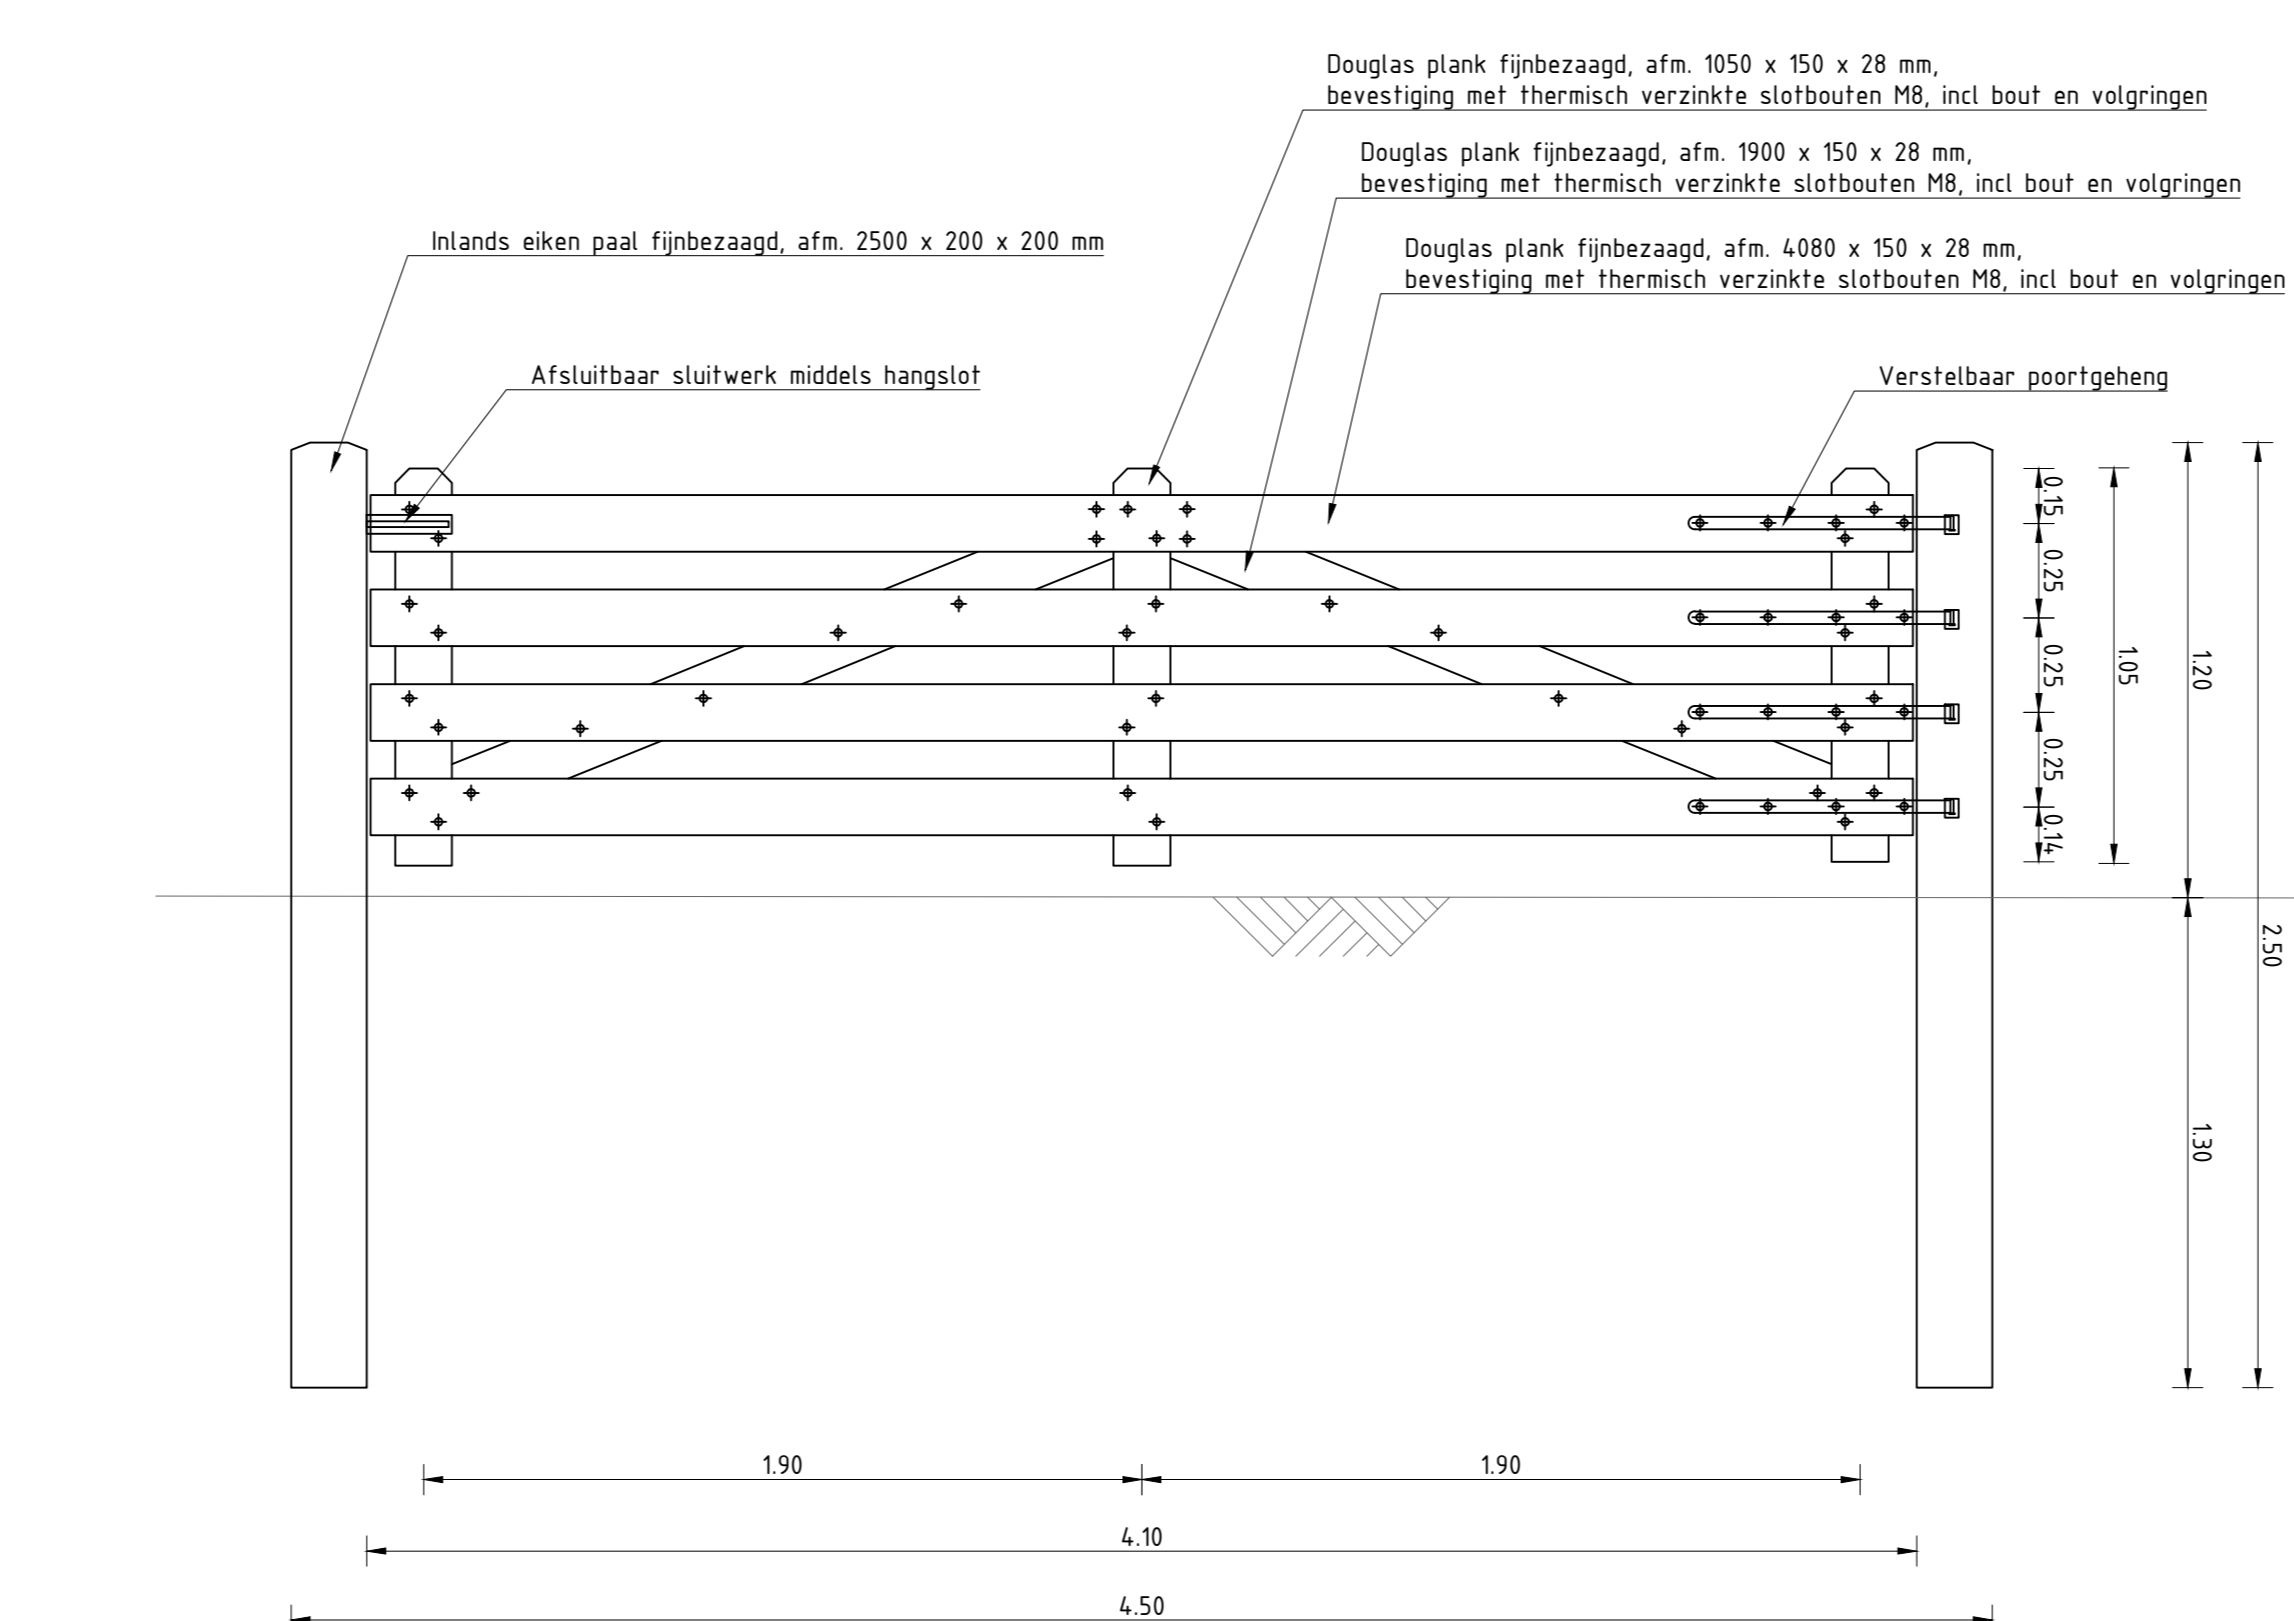 Douglas plank fijnbezaagd, afm. 1050 x 150 x 28 mm,
bevestiging met thermisch verzinkte slotbouten M8, incl bout en volgringen
Douglas plank fijnbezaagd, afm. 1900 x 150 x 28 mm,
bevestiging met thermisch verzinkte slotbouten M8, incl bout en volgringen
Inlands eiken paal fijnbezaagd, afm. 2500 x 200 x 200 mm
Douglas plank fijnbezaagd, afm. 4080 x 150 x 28 mm,
bevestiging met thermisch verzinkte slotbouten M8, incl bout en volgringen
Afsluitbaar sluitwerk middels hangslot
Verstelbaar poortgeheng
0.15
0.25
0.25
0.25
0.14
1.05
1.20
1.30
2.50
1.90
1.90
4.10
4.50